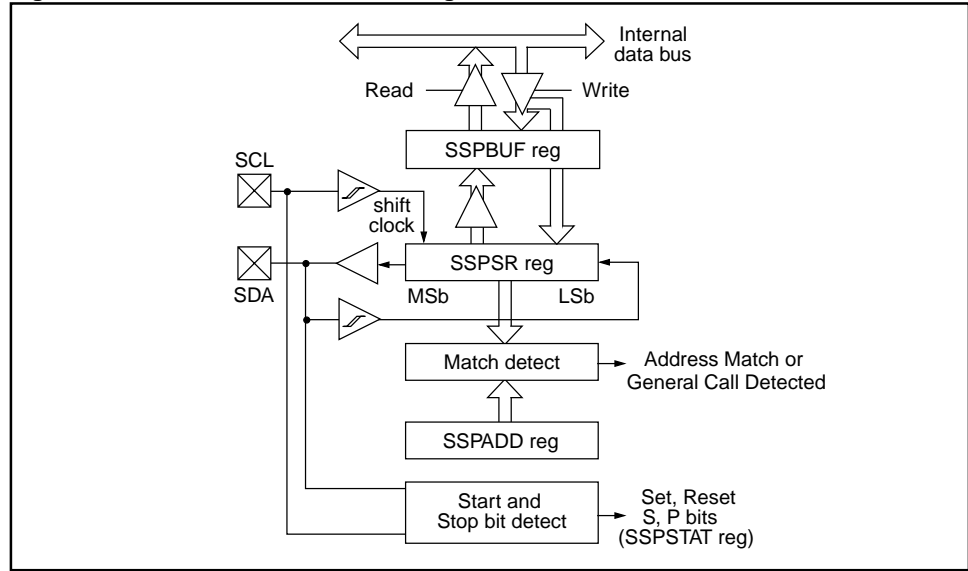 Internal
data bus
Read
Write
SSPBUF reg
SCL
shift
clock
SSPSR reg
SDA
MSb
LSb
Match detect
Address Match or
General Call Detected
SSPADD reg
Start and
Stop bit detect
Set, Reset
S, P bits
(SSPSTAT reg)